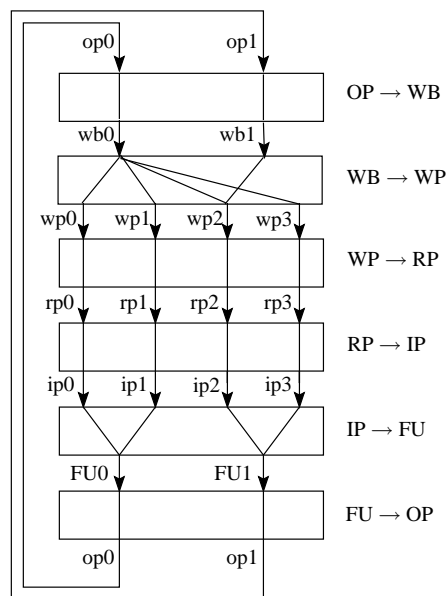 op0 op1
OP → WB
wb0 wb1
WB → WP
wp0 wp1 wp2 wp3
WP → RP
rp0 rp1 rp2 rp3
RP → IP
ip0 ip1 ip2 ip3
IP → FU
FU0 FU1
FU → OP
op0 op1